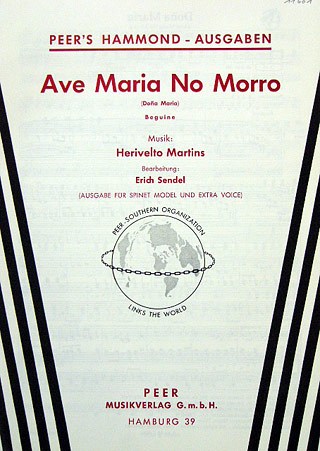 PEER'S HAMMOND - AUSGABEN
Ave Maria No Morro
(Doña Maria)
Beguine
Musik:
Herivelto Martins
Bearbeitung:
Erich Sendel
(AUSGABE FÜR SPINET MODEL UND EXTRA VOICE)
PEER SOUTHERN ORGANIZATION
LINKS THE WORLD
PEER
MUSIKVERLAG G.m.b.H.
HAMBURG 39